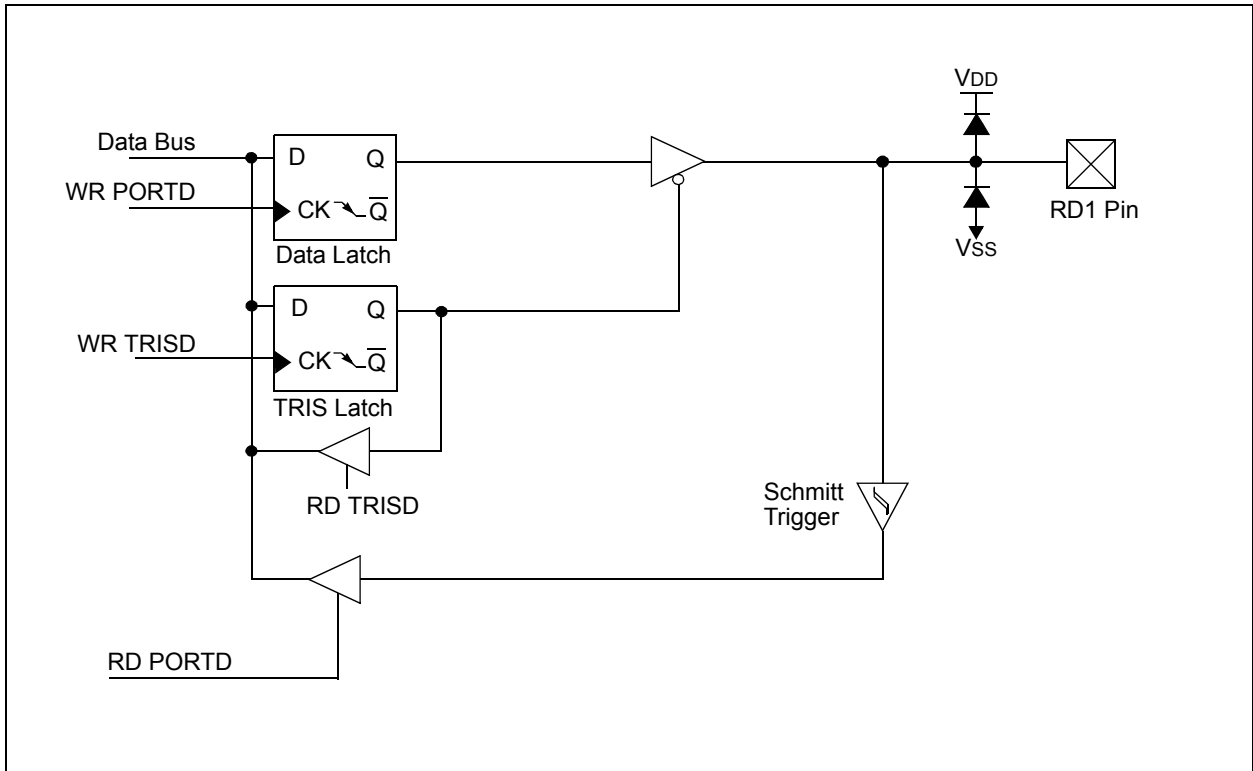 VDD
Data Bus
D Q
WR PORTD
CK Q̅
RD1 Pin
Data Latch
VSS
D Q
WR TRISD
CK Q̅
TRIS Latch
RD TRISD
Schmitt
Trigger
RD PORTD